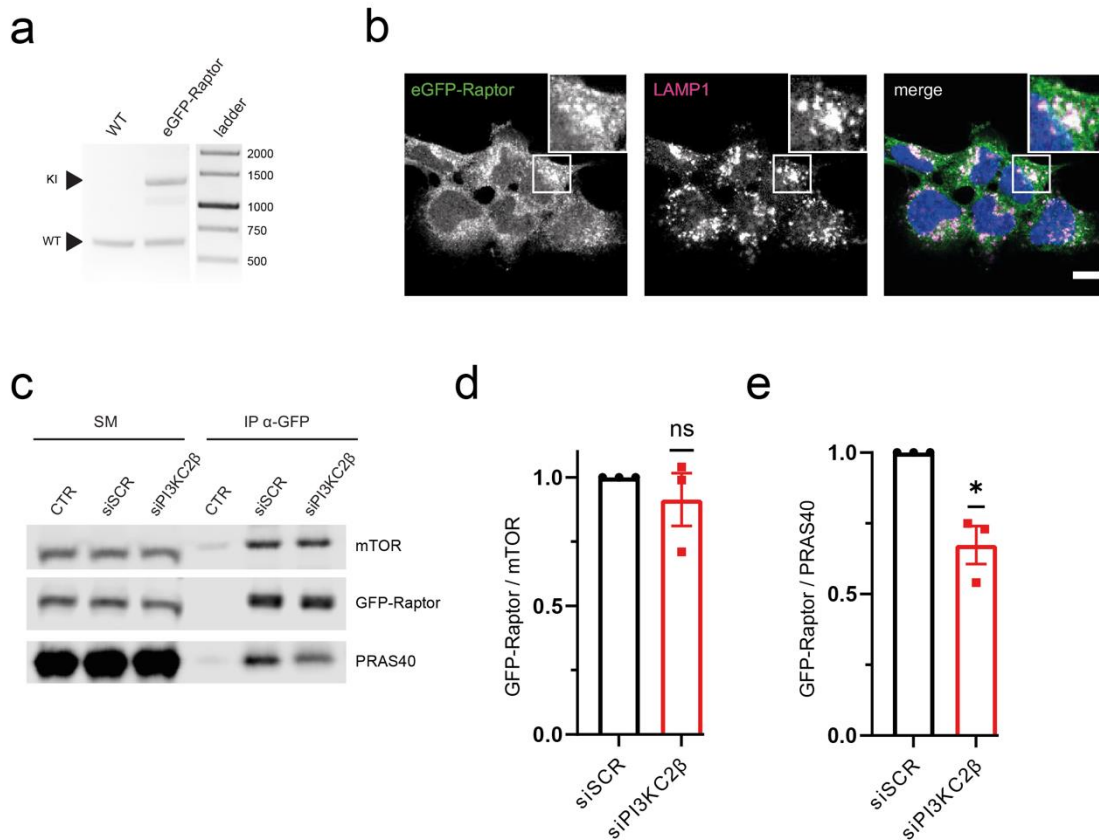 a
WT
eGFP-Raptor
ladder
KI
WT
2000
1500
1000
750
500
b
eGFP-Raptor
LAMP1
merge
c
SM
IP α-GFP
CTR
siSCR
siPI3KC2β
CTR
siSCR
siPI3KC2β
mTOR
GFP-Raptor
PRAS40
d
ns
GFP-Raptor / mTOR
1.0
0.5
0.0
siSCR
siPI3KC2β
e
*
GFP-Raptor / PRAS40
1.0
0.5
0.0
siSCR
siPI3KC2β